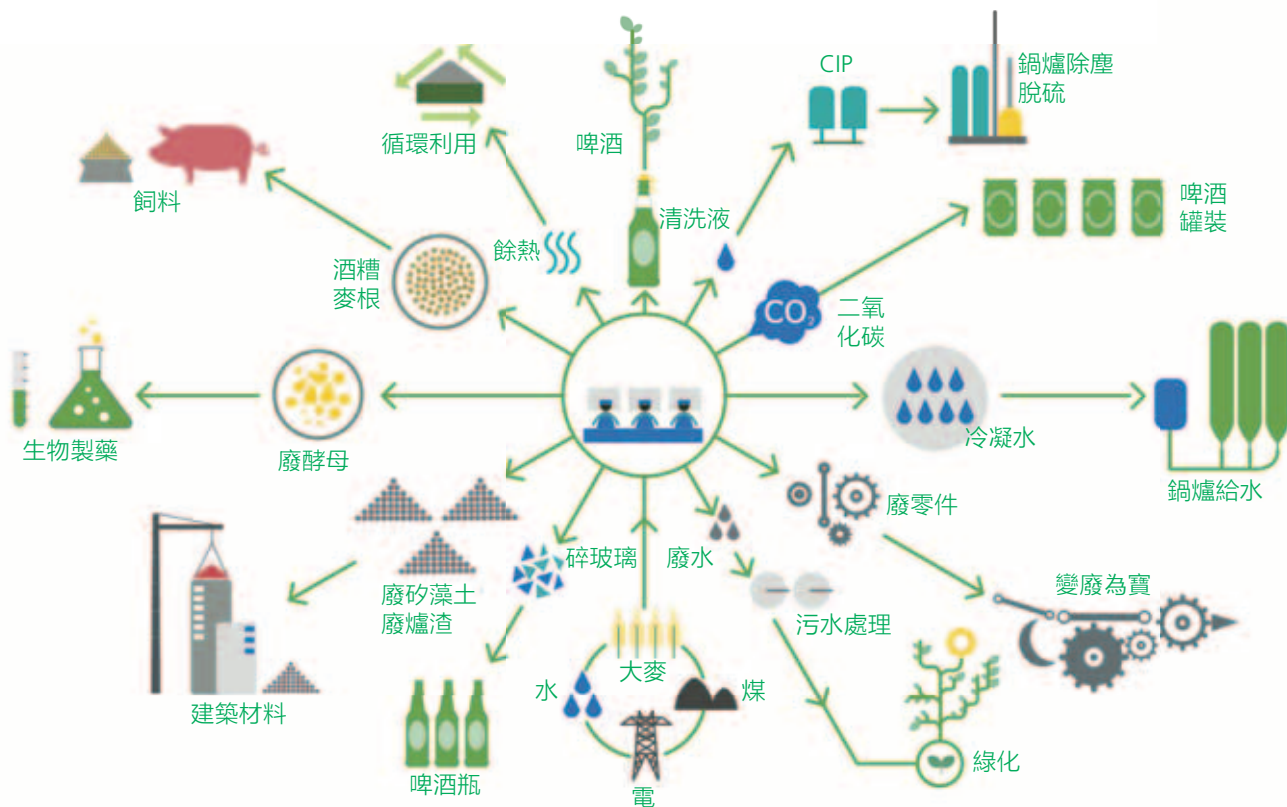 CIP
鍋爐除塵
脫硫
循環利用
啤酒
飼料
清洗液
啤酒
罐裝
餘熱
酒糟
麥根
CO₂
二氧
化碳
生物製藥
廢酵母
冷凝水
鍋爐給水
廢零件
碎玻璃
廢水
變廢為寶
廢矽藻土
廢爐渣
污水處理
大麥
水
煤
建築材料
綠化
啤酒瓶
電